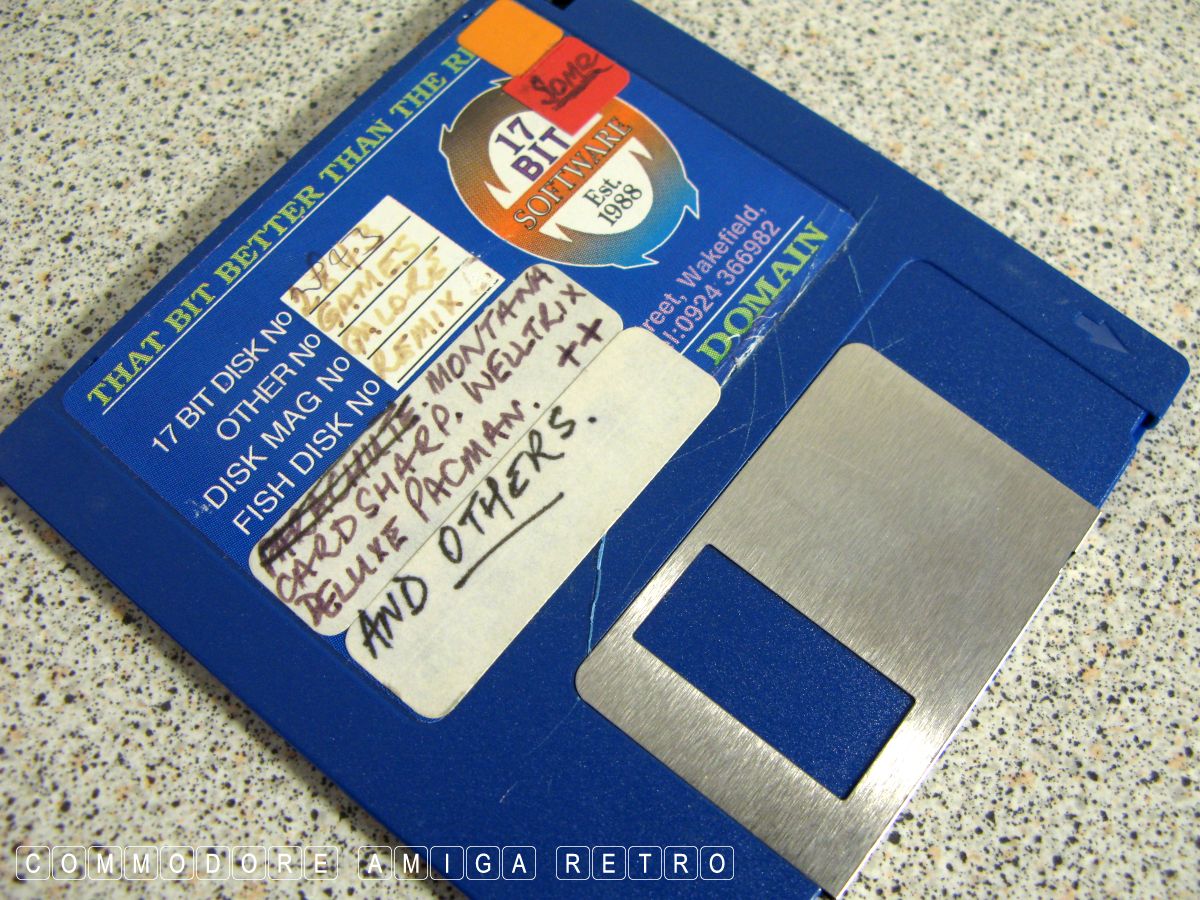 THAT BIT BETTER THAN THE RE
Some
17
BIT
SOFTWARE
Est.
1988
reet, Wakefield,
l:0924 366982
DOMAIN
17 BIT DISK No
OTHER No
DISK MAG No
FISH DISK No
GAMES
GALORE
REMIX
MONTANA
CARDSHARP. WELLTRIX
DELUXE PACMAN. ++
AND OTHERS.
COMMODORE AMIGA RETRO